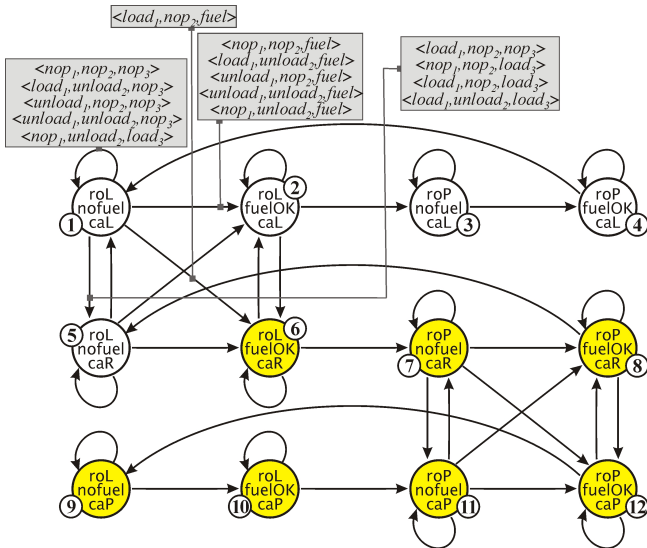 <load1,nop2,fuel>
<nop1,nop2,nop3>
<load1,unload2,nop3>
<unload1,nop2,nop3>
<unload1,unload2,nop3>
<nop1,unload2,load3>
<nop1,nop2,fuel>
<load1,unload2,fuel>
<unload1,nop2,fuel>
<unload1,unload2,fuel>
<nop1,unload2,fuel>
<load1,nop2,nop3>
<nop1,nop2,load3>
<load1,nop2,load3>
<load1,unload2,load3>
roL
nofuel
caL
1
roL
fuelOK
caL
2
roP
nofuel
caL
3
roP
fuelOK
caL
4
roL
nofuel
caR
5
roL
fuelOK
caR
6
roP
nofuel
caR
7
roP
fuelOK
caR
8
roL
nofuel
caP
9
roL
fuelOK
caP
10
roP
nofuel
caP
11
roP
fuelOK
caP
12